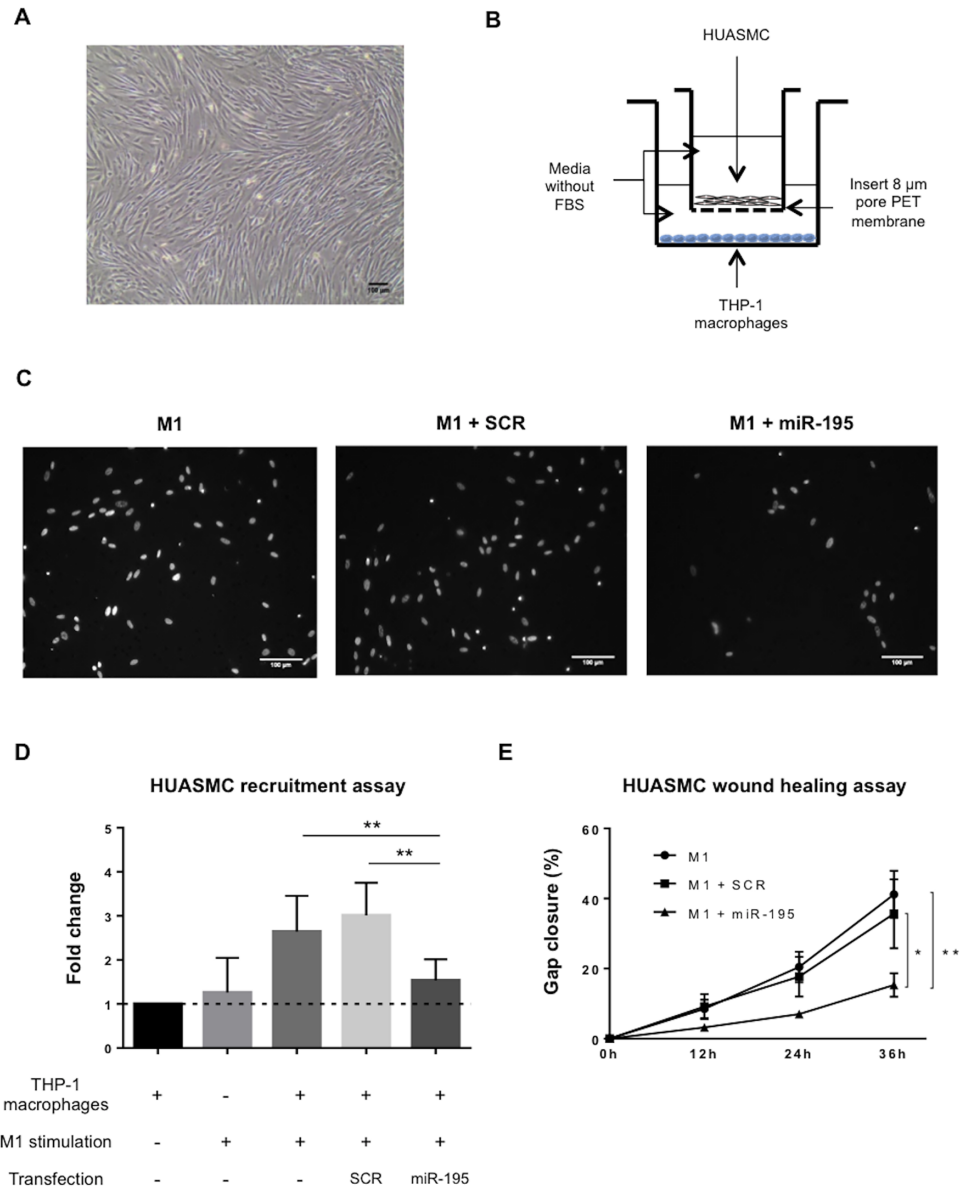 A
100 µm
B
HUASMC
Media
without
FBS
Insert 8 µm
pore PET
membrane
THP-1
macrophages
C
M1
M1 + SCR
M1 + miR-195
100 µm
100 µm
100 µm
D
HUASMC recruitment assay
Fold change
5
4
3
2
1
0
**
**
THP-1
macrophages
+ - + + +
M1 stimulation
- + + + +
Transfection
- - - SCR miR-195
E
HUASMC wound healing assay
Gap closure (%)
60
40
20
0
M1
M1 + SCR
M1 + miR-195
* **
0h 12h 24h 36h